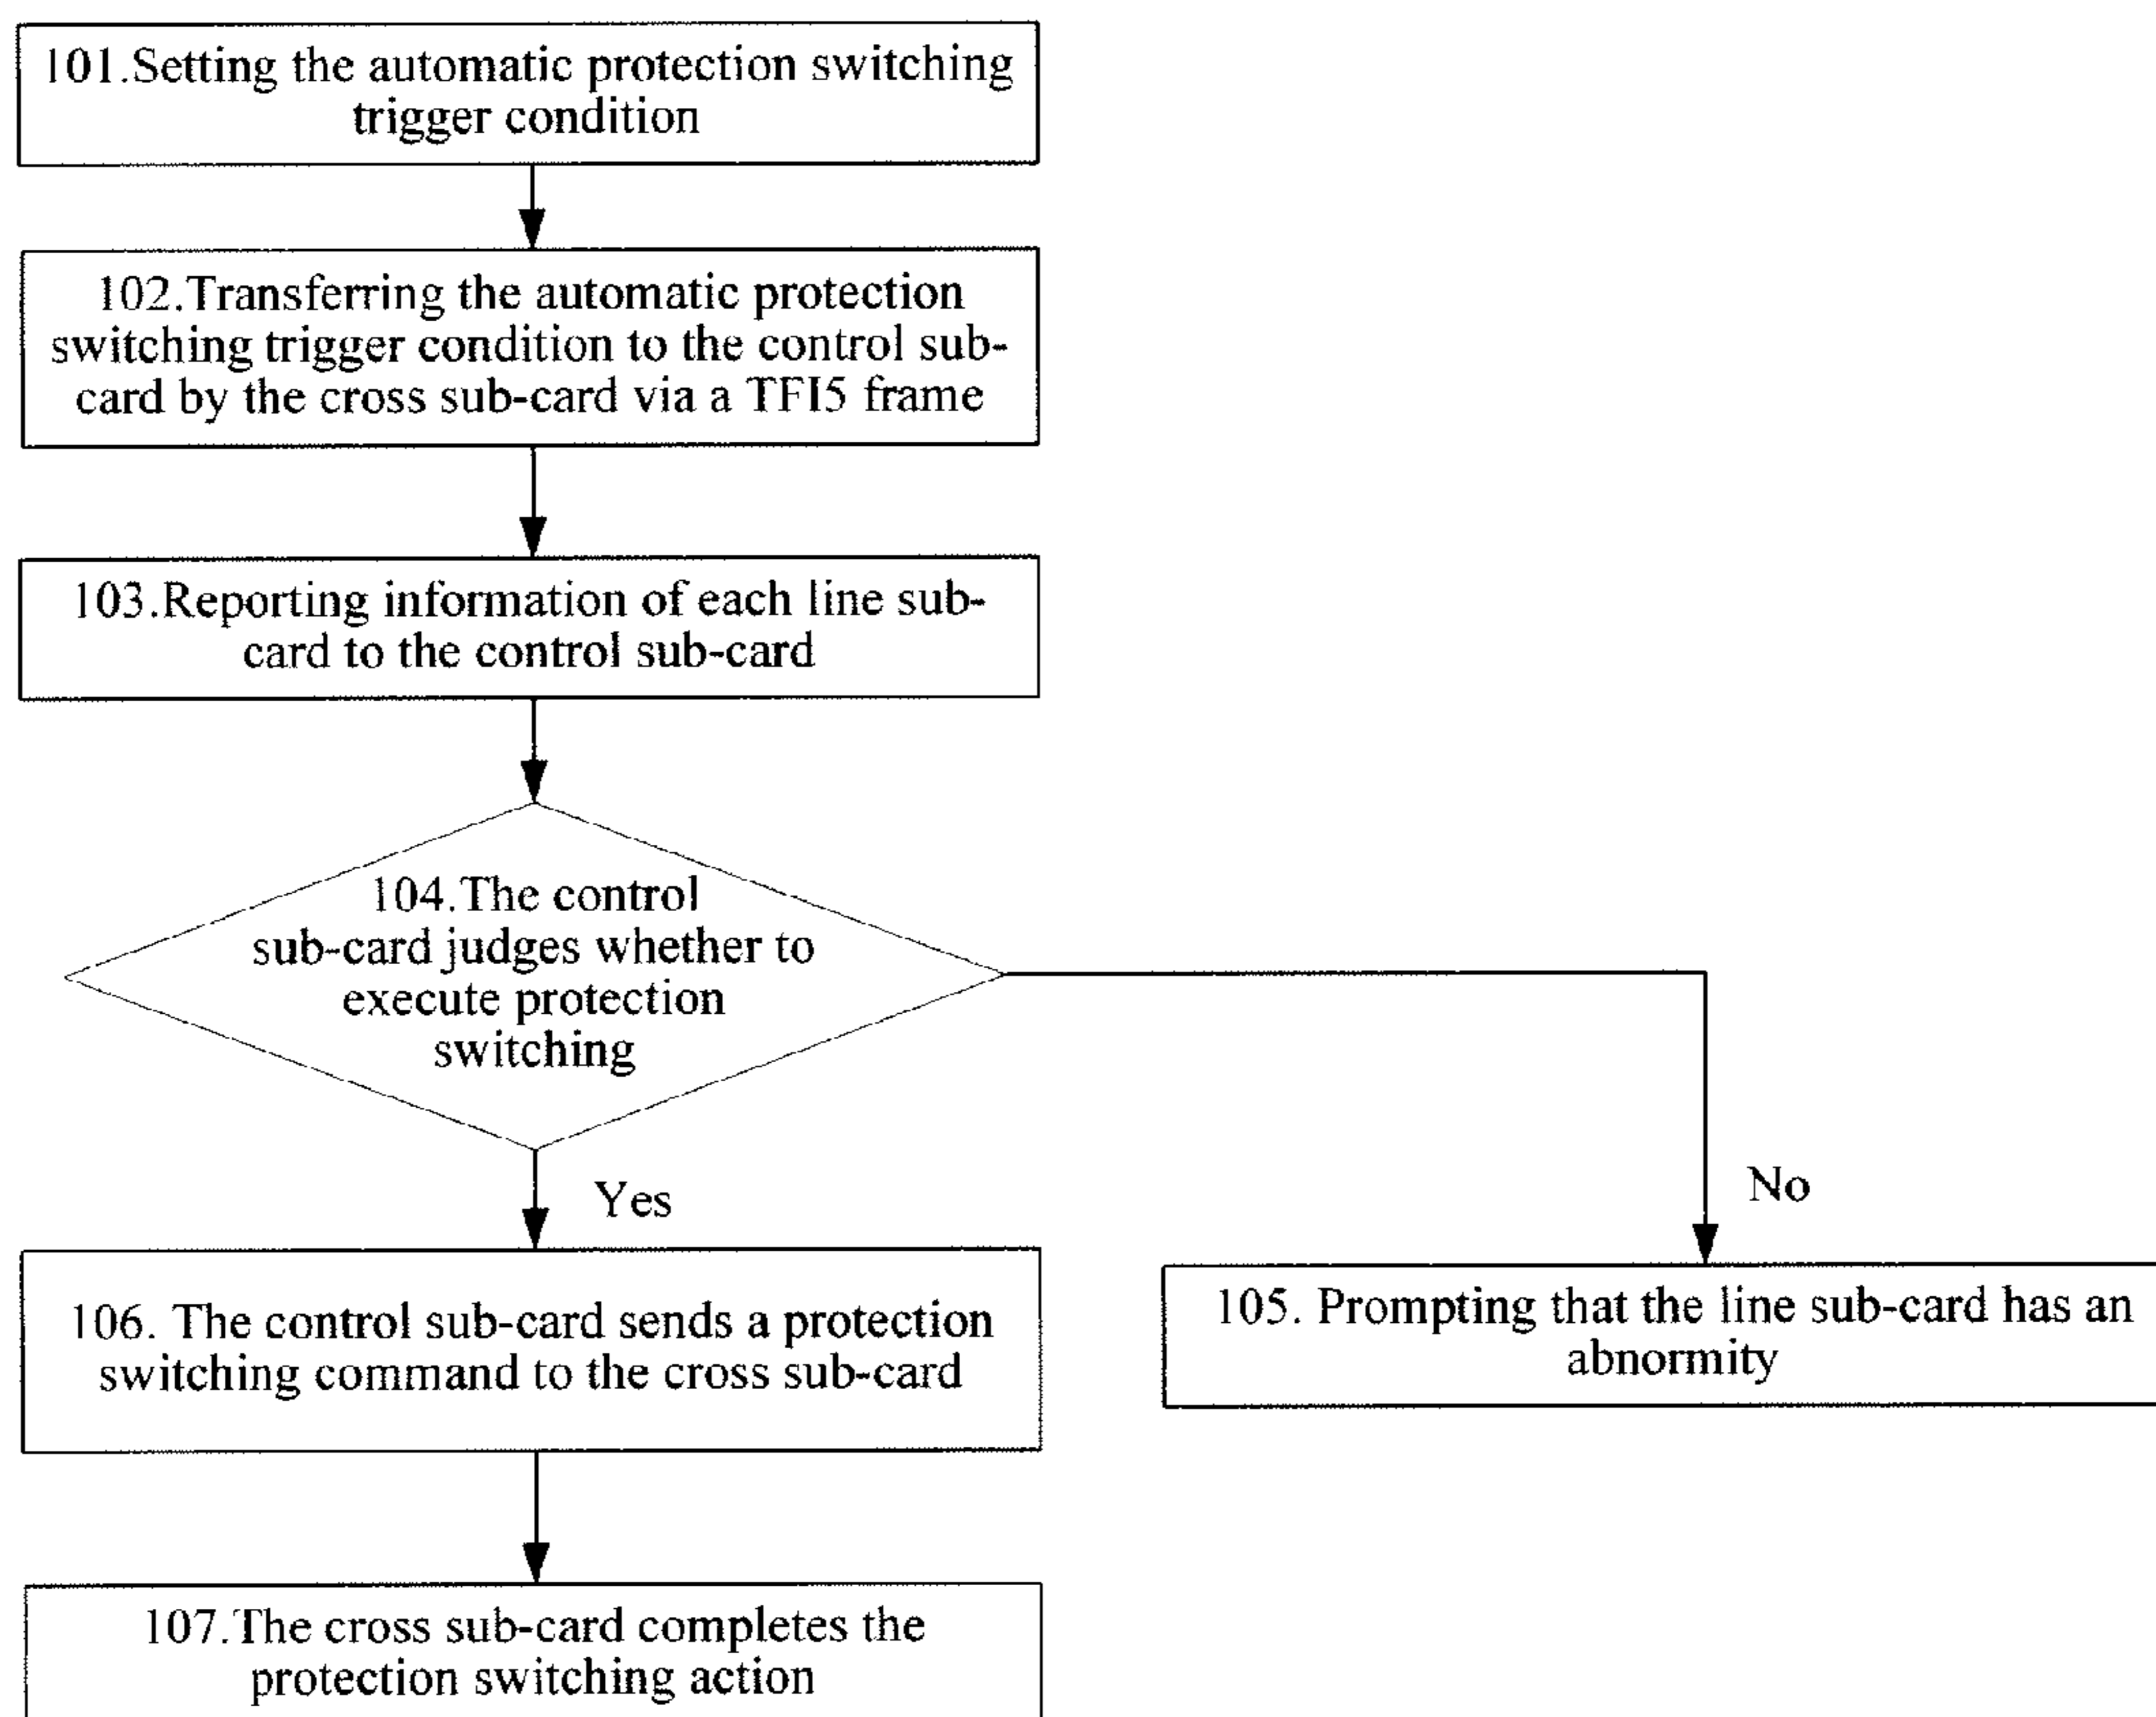 101.Setting the automatic protection switching
trigger condition
102.Transferring the automatic protection
switching trigger condition to the control sub-
card by the cross sub-card via a TFI5 frame
103.Reporting information of each line sub-
card to the control sub-card
104.The control
sub-card judges whether to
execute protection
switching
Yes
No
106. The control sub-card sends a protection
switching command to the cross sub-card
105. Prompting that the line sub-card has an
abnormity
107.The cross sub-card completes the
protection switching action